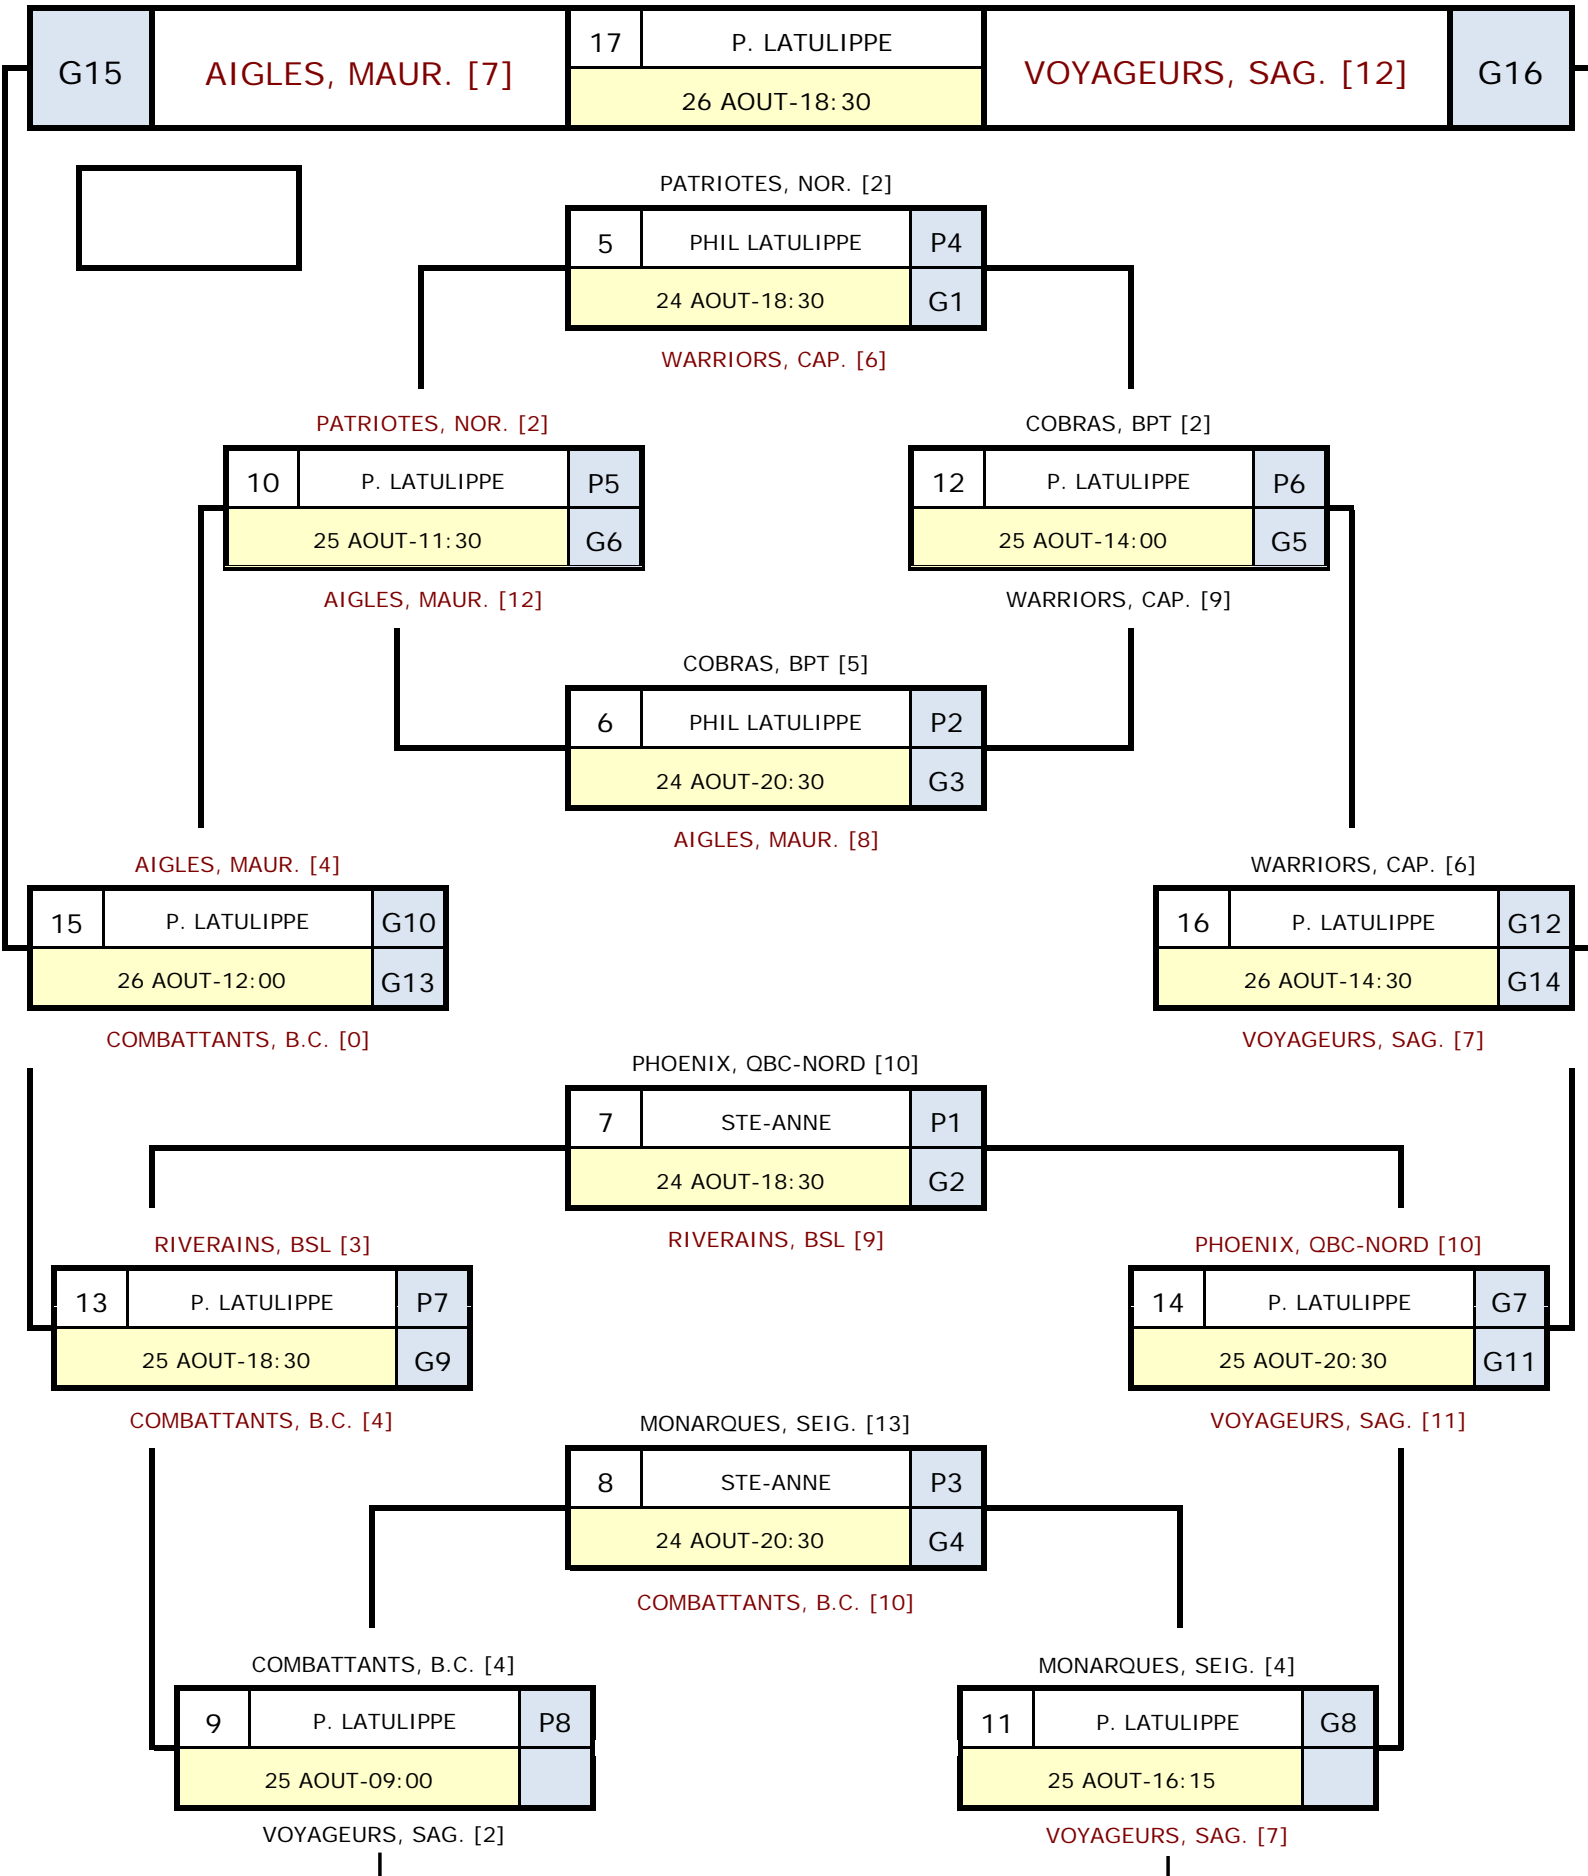 G15 AIGLES, MAUR. [7] 17 P. LATULIPPE VOYAGEURS, SAG. [12] G16
26 AOUT-18:30
PATRIOTES, NOR. [2]
5 PHIL LATULIPPE P4
24 AOUT-18:30 G1
WARRIORS, CAP. [6]
PATRIOTES, NOR. [2]
10 P. LATULIPPE P5
25 AOUT-11:30 G6
AIGLES, MAUR. [12]
COBRAS, BPT [2]
12 P. LATULIPPE P6
25 AOUT-14:00 G5
WARRIORS, CAP. [9]
COBRAS, BPT [5]
6 PHIL LATULIPPE P2
24 AOUT-20:30 G3
AIGLES, MAUR. [8]
AIGLES, MAUR. [4]
15 P. LATULIPPE G10
26 AOUT-12:00 G13
COMBATTANTS, B.C. [0]
WARRIORS, CAP. [6]
16 P. LATULIPPE G12
26 AOUT-14:30 G14
VOYAGEURS, SAG. [7]
PHOENIX, QBC-NORD [10]
7 STE-ANNE P1
24 AOUT-18:30 G2
RIVERAINS, BSL [9]
RIVERAINS, BSL [3]
13 P. LATULIPPE P7
25 AOUT-18:30 G9
COMBATTANTS, B.C. [4]
PHOENIX, QBC-NORD [10]
14 P. LATULIPPE G7
25 AOUT-20:30 G11
VOYAGEURS, SAG. [11]
MONARQUES, SEIG. [13]
8 STE-ANNE P3
24 AOUT-20:30 G4
COMBATTANTS, B.C. [10]
COMBATTANTS, B.C. [4]
9 P. LATULIPPE P8
25 AOUT-09:00
VOYAGEURS, SAG. [2]
MONARQUES, SEIG. [4]
11 P. LATULIPPE G8
25 AOUT-16:15
VOYAGEURS, SAG. [7]